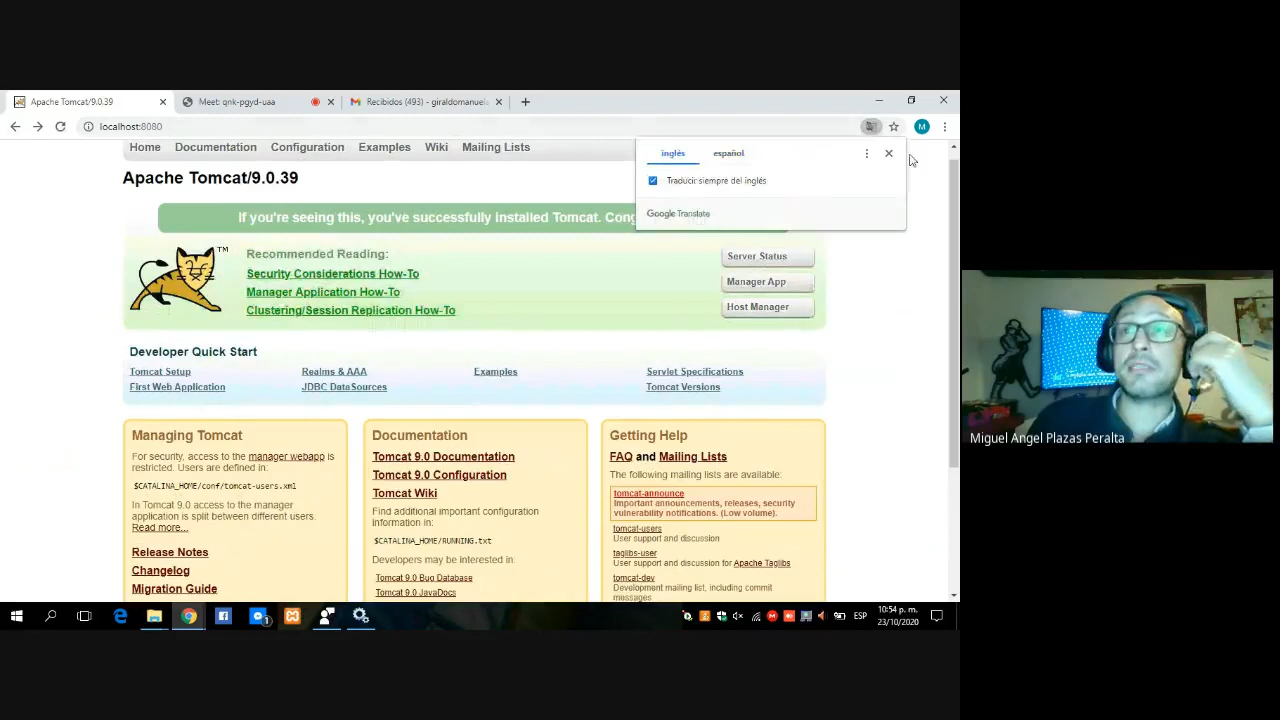 Apache Tomcat/9.0.39
Meet: qnk-pgyd-uaa
Recibidos (493) - giraldomanuela
localhost:8080
M
Home Documentation Configuration Examples Wiki Mailing Lists
inglés español
Traducir siempre del inglés
Google Translate
Apache Tomcat/9.0.39
If you're seeing this, you've successfully installed Tomcat. Cong
TM
Recommended Reading:
Security Considerations How-To
Manager Application How-To
Clustering/Session Replication How-To
Server Status
Manager App
Host Manager
Developer Quick Start
Tomcat Setup
First Web Application
Realms & AAA
JDBC DataSources
Examples
Servlet Specifications
Tomcat Versions
Managing Tomcat
For security, access to the manager webapp is
restricted. Users are defined in:
$CATALINA_HOME/conf/tomcat-users.xml
In Tomcat 9.0 access to the manager
application is split between different users.
Read more...
Release Notes
Changelog
Migration Guide
Documentation
Tomcat 9.0 Documentation
Tomcat 9.0 Configuration
Tomcat Wiki
Find additional important configuration
information in:
$CATALINA_HOME/RUNNING.txt
Developers may be interested in:
Tomcat 9.0 Bug Database
Tomcat 9.0 JavaDocs
Getting Help
FAQ and Mailing Lists
The following mailing lists are available:
tomcat-announce
Important announcements, releases, security
vulnerability notifications. (Low volume).
tomcat-users
User support and discussion
taglibs-user
User support and discussion for Apache Taglibs
tomcat-dev
Development mailing list, including commit
messages
Miguel Angel Plazas Peralta
1
ESP
10:54 p. m.
23/10/2020